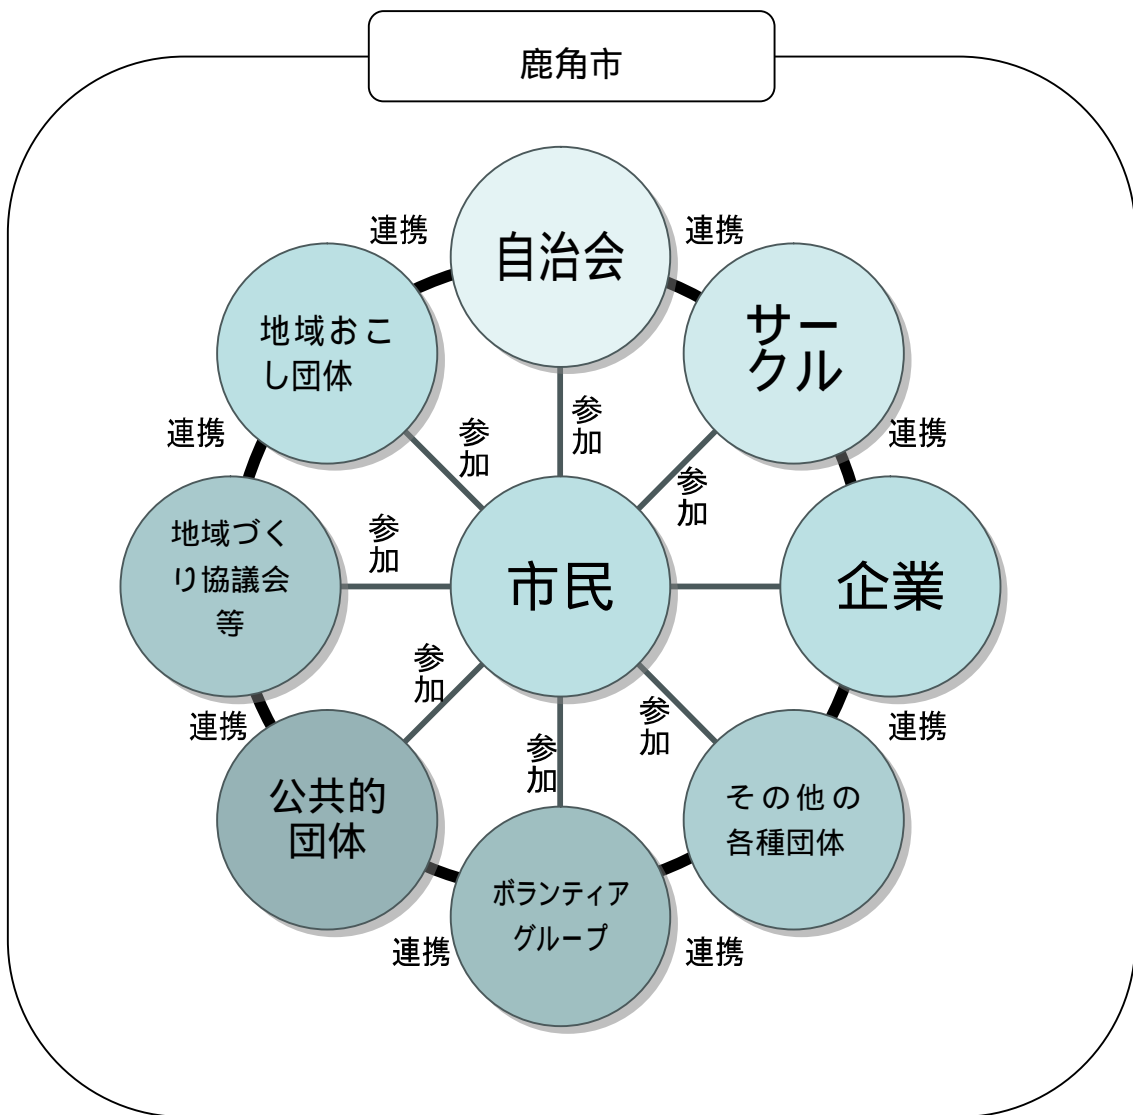 鹿角市
連携
自治会
連携
サー
クル
地域おこ
し団体
連携
参
加
参
加
参
加
連携
地域づく
り協議会
等
参
加
市民
企業
参
加
参
加
参
加
連携
連携
公共的
団体
その他の
各種団体
ボランティア
グループ
連携
連携